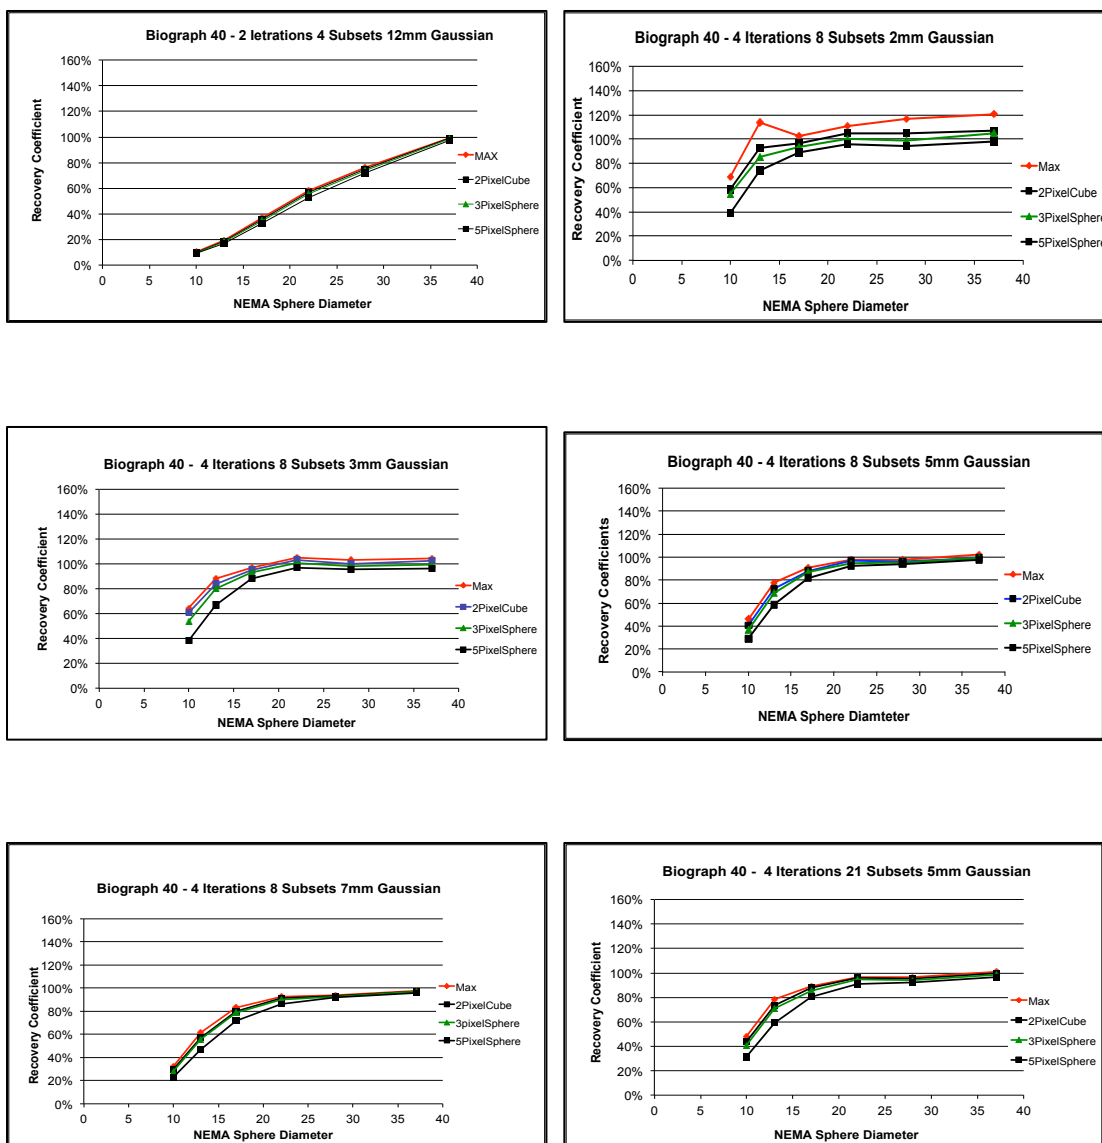 Biograph 40 - 2 Ietrations 4 Subsets 12mm Gaussian
160%
140%
120%
100%
80%
60%
40%
20%
0%
Recovery Coefficient
0 5 10 15 20 25 30 35 40
NEMA Sphere Diameter
MAX
2PixelCube
3PixelSphere
5PixelSphere
Biograph 40 - 4 Iterations 8 Subsets 2mm Gaussian
160%
140%
120%
100%
80%
60%
40%
20%
0%
Recovery Coefficient
0 5 10 15 20 25 30 35 40
NEMA Sphere Diameter
Max
2PixelCube
3PixelSphere
5PixelSphere
Biograph 40 - 4 Iterations 8 Subsets 3mm Gaussian
160%
140%
120%
100%
80%
60%
40%
20%
0%
Recovery Coefficient
0 5 10 15 20 25 30 35 40
NEMA Sphere Diameter
Max
2PixelCube
3PixelSphere
5PixelSphere
Biograph 40 - 4 Iterations 8 Subsets 5mm Gaussian
160%
140%
120%
100%
80%
60%
40%
20%
0%
Recovery Coefficients
0 5 10 15 20 25 30 35 40
NEMA Sphere Diameter
Max
2PixelCube
3PixelSphere
5PixelSphere
Biograph 40 - 4 Iterations 8 Subsets 7mm Gaussian
160%
140%
120%
100%
80%
60%
40%
20%
0%
Recovery Coefficient
0 5 10 15 20 25 30 35 40
NEMA Sphere Diameter
Max
2PixelCube
3pixelSphere
5PixelSphere
Biograph 40 - 4 Iterations 21 Subsets 5mm Gaussian
160%
140%
120%
100%
80%
60%
40%
20%
0%
Recovery Coefficient
0 5 10 15 20 25 30 35 40
NEMA Sphere Diameter
Max
2PixelCube
3PixelSphere
5PixelSphere